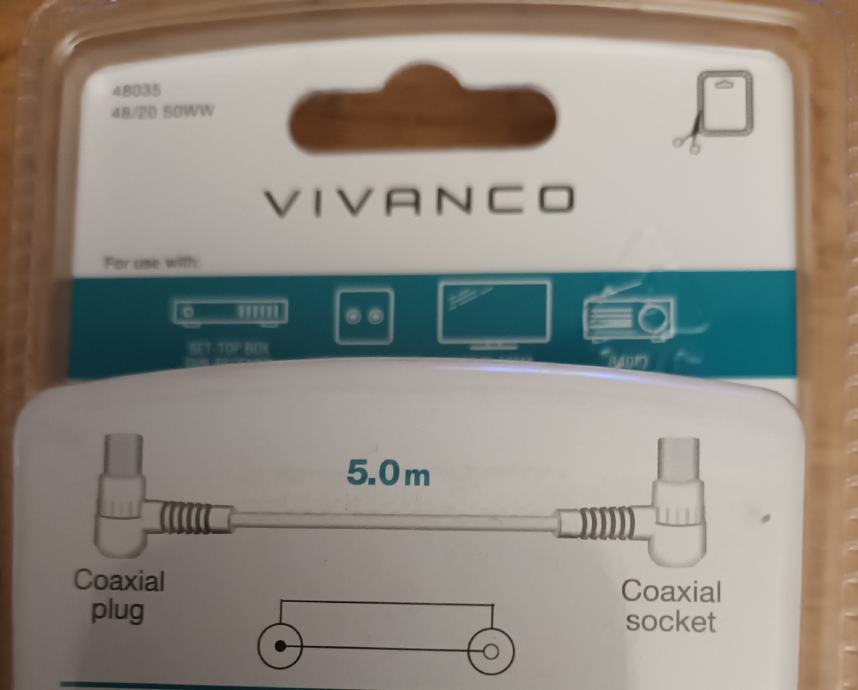 48035
48/20 50WW
VIVANCO
For use with:
SET-TOP BOX
RADIO
5.0m
Coaxial
plug
Coaxial
socket